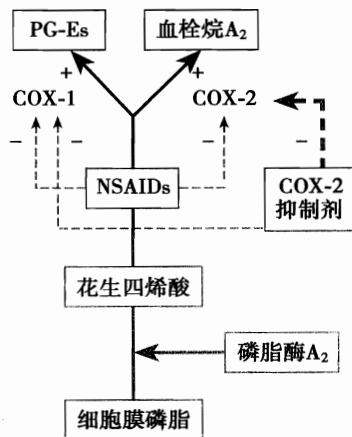 PG-Es
血栓烷A₂
+
+
COX-1
COX-2
−
−
−
−
NSAIDs
COX-2
抑制剂
花生四烯酸
磷脂酶A₂
细胞膜磷脂